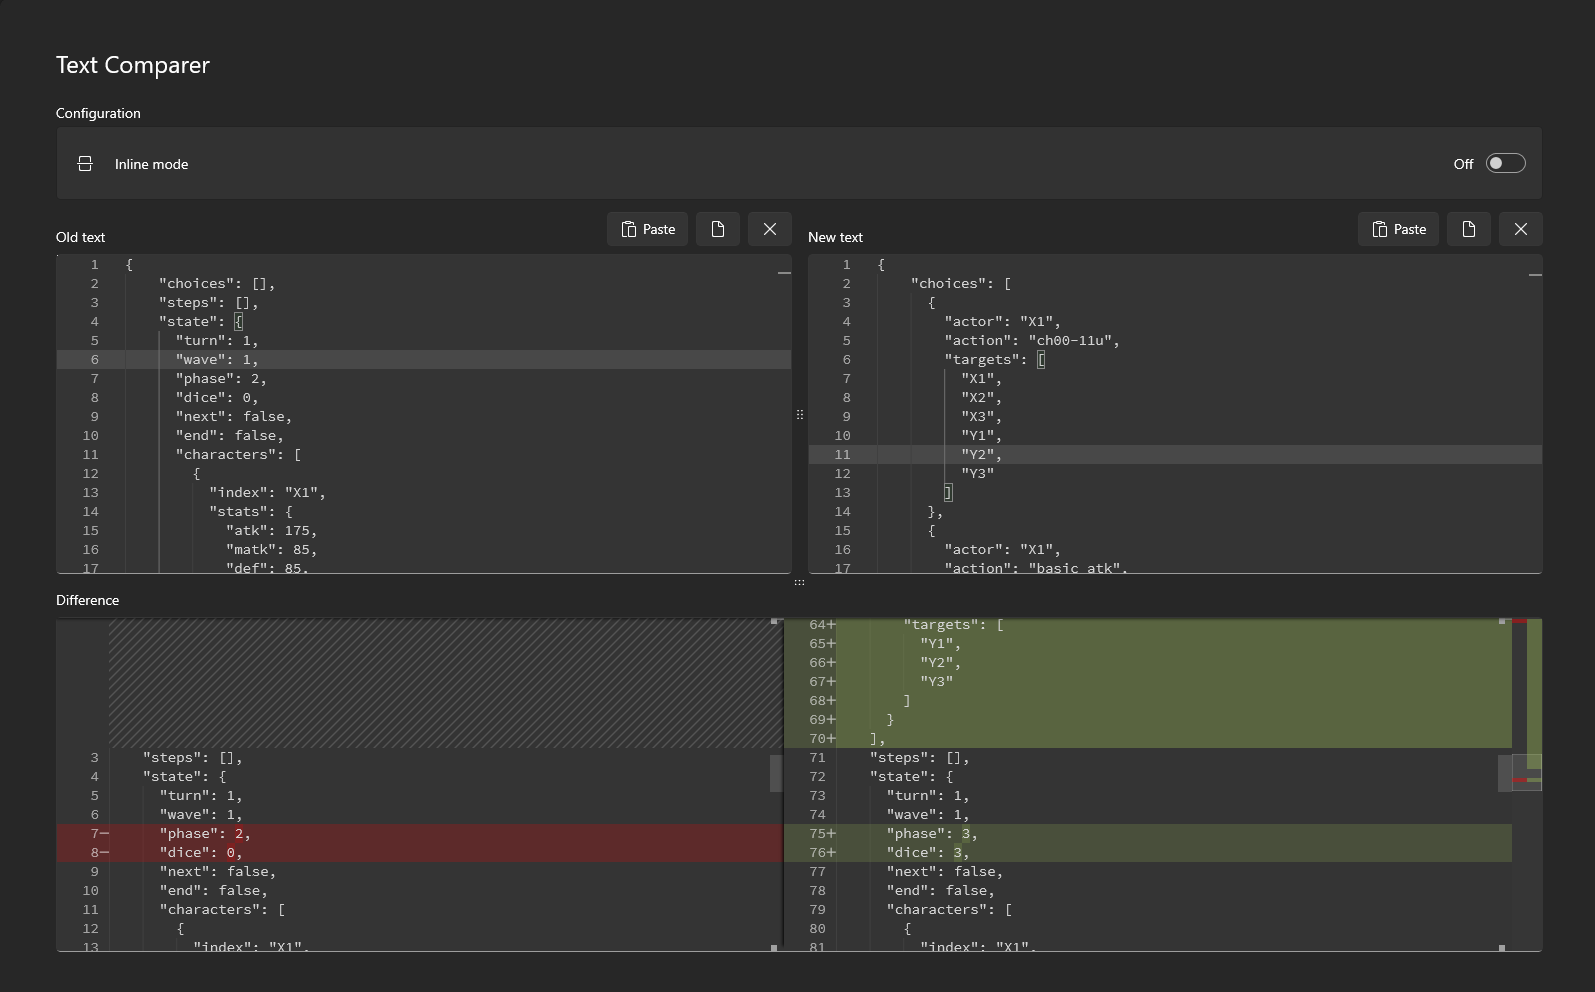 Text Comparer
Configuration
Inline mode
Off
Old text
Paste
New text
Paste
1 {
2 "choices": [],
3 "steps": [],
4 "state": {
5 "turn": 1,
6 "wave": 1,
7 "phase": 2,
8 "dice": 0,
9 "next": false,
10 "end": false,
11 "characters": [
12 {
13 "index": "X1",
14 "stats": {
15 "atk": 175,
16 "matk": 85,
17 "def": 85,
1 {
2 "choices": [
3 {
4 "actor": "X1",
5 "action": "ch00-11u",
6 "targets": [
7 "X1",
8 "X2",
9 "X3",
10 "Y1",
11 "Y2",
12 "Y3"
13 ]
14 },
15 {
16 "actor": "X1",
17 "action": "basic_atk",
Difference
3 "steps": [],
4 "state": {
5 "turn": 1,
6 "wave": 1,
7− "phase": 2,
8− "dice": 0,
9 "next": false,
10 "end": false,
11 "characters": [
12 {
13 "index": "X1",
64+ "targets": [
65+ "Y1",
66+ "Y2",
67+ "Y3"
68+ ]
69+ }
70+ ],
71 "steps": [],
72 "state": {
73 "turn": 1,
74 "wave": 1,
75+ "phase": 3,
76+ "dice": 3,
77 "next": false,
78 "end": false,
79 "characters": [
80 {
81 "index": "X1",